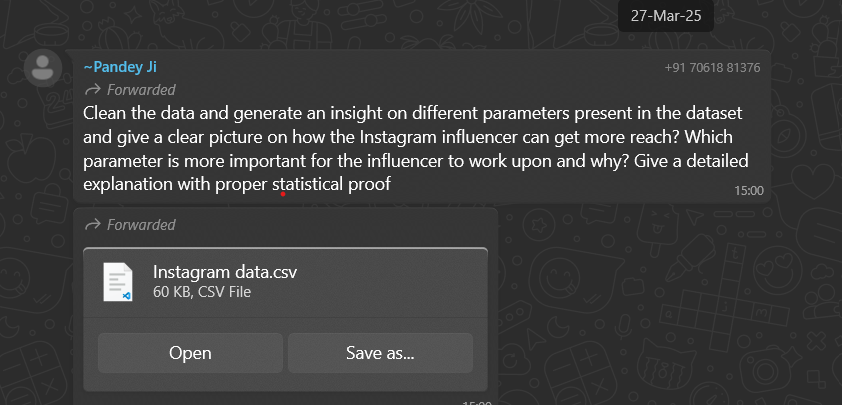 27-Mar-25
~Pandey Ji
+91 70618 81376
Forwarded
Clean the data and generate an insight on different parameters present in the dataset
and give a clear picture on how the Instagram influencer can get more reach? Which
parameter is more important for the influencer to work upon and why? Give a detailed
explanation with proper statistical proof
15:00
Forwarded
Instagram data.csv
60 KB, CSV File
Open
Save as...
15:00